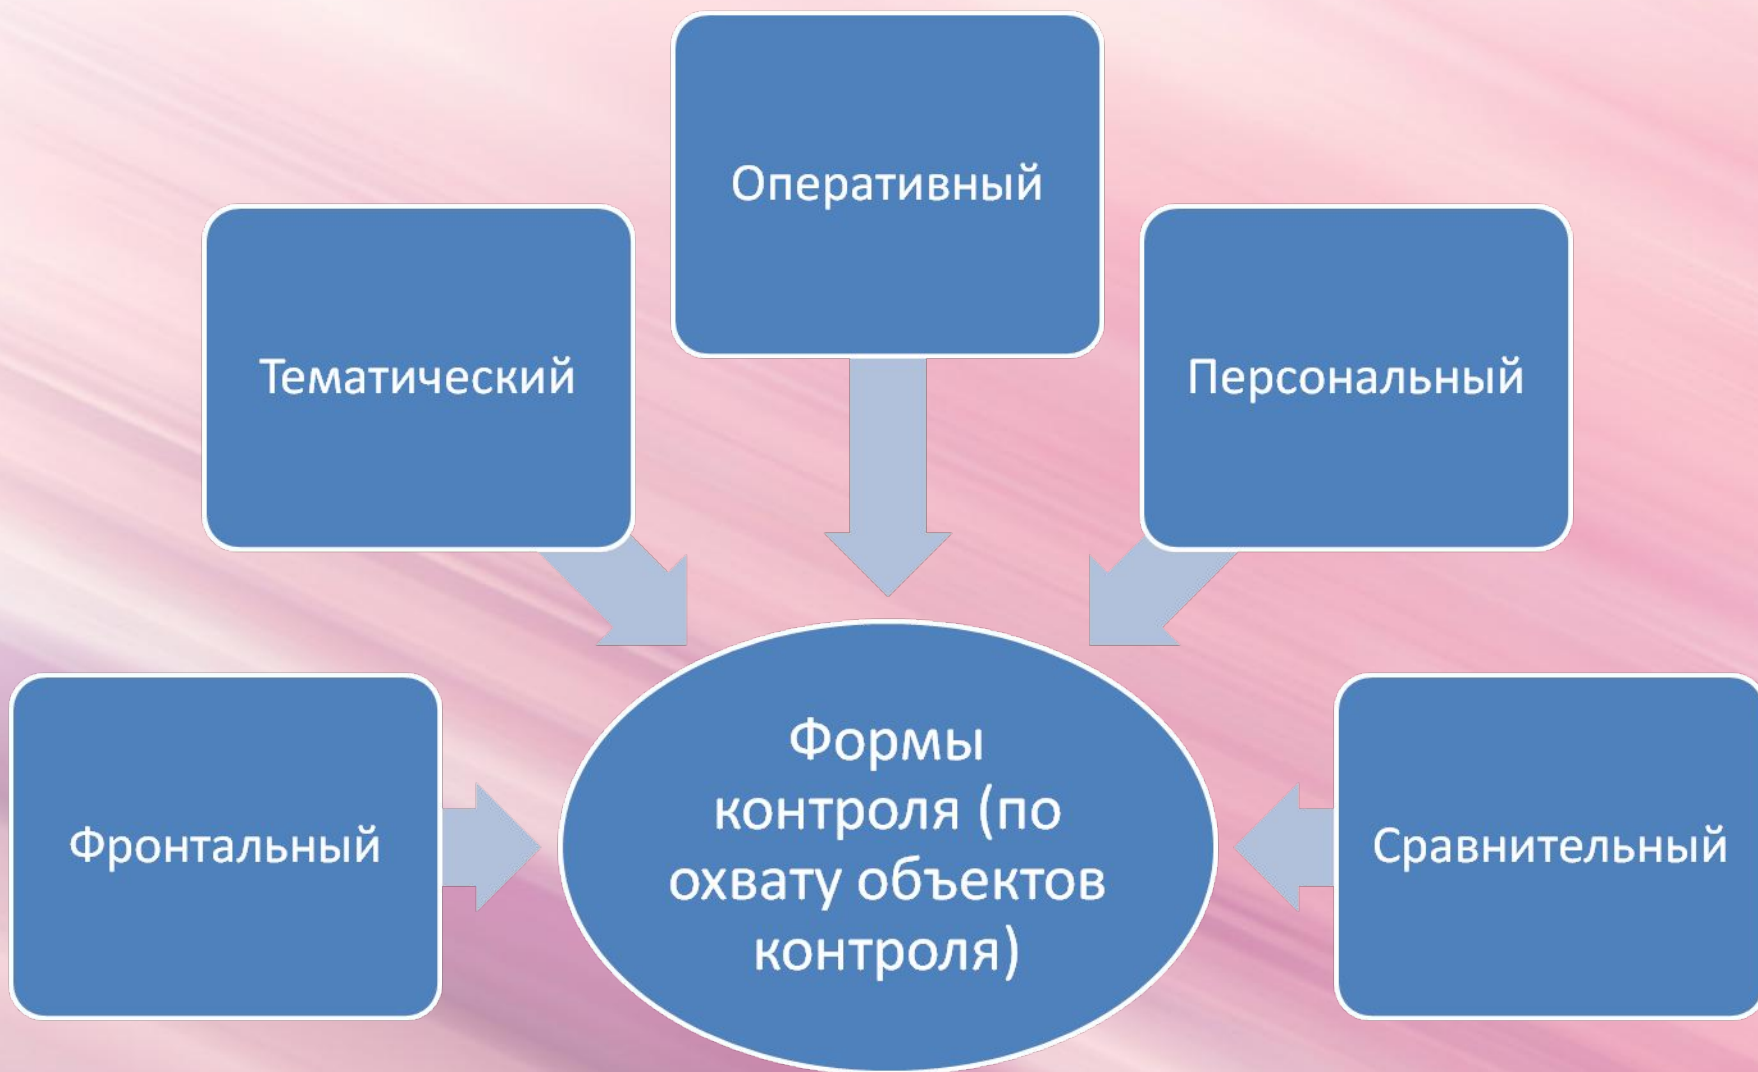 Оперативный
Тематический
Персональный
Фронтальный
Формы
контроля (по
охвату объектов
контроля)
Сравнительный